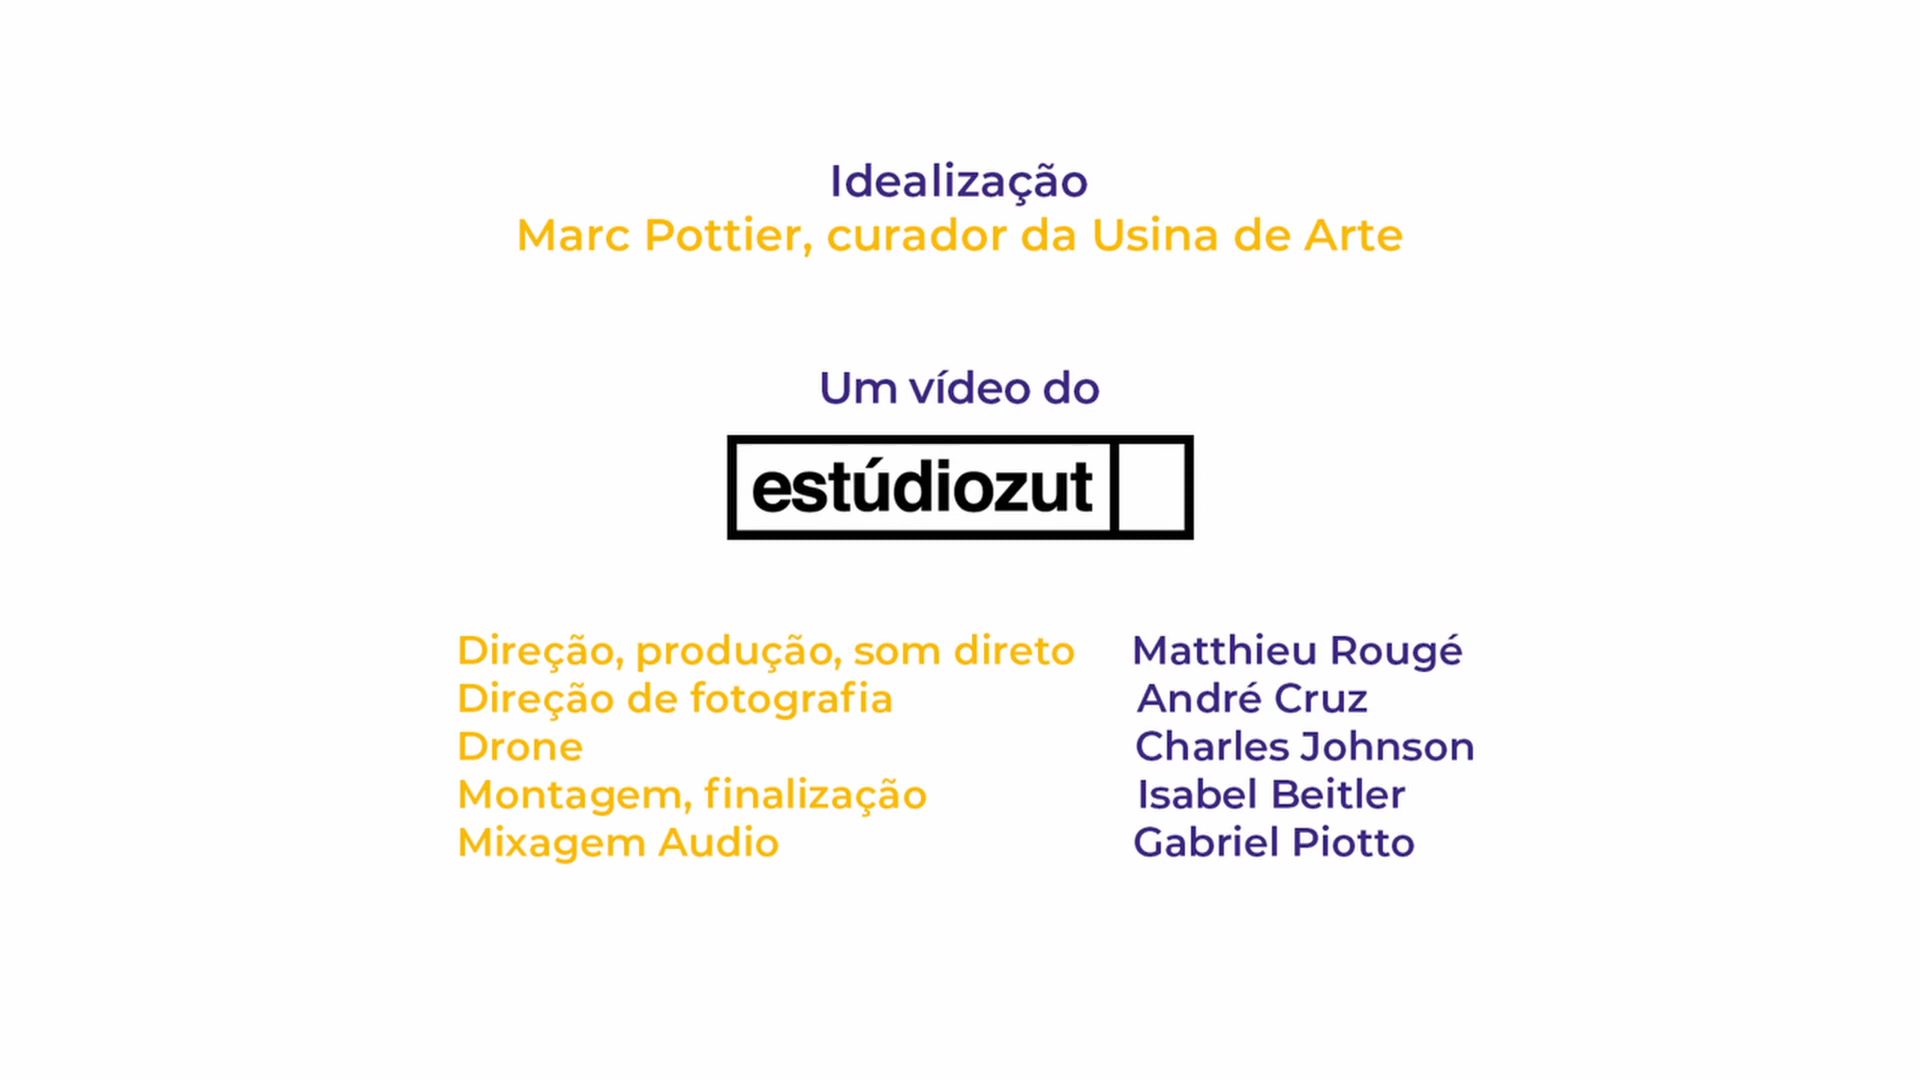 Idealização
Marc Pottier, curador da Usina de Arte
Um vídeo do
estúdiozut
Direção, produção, som direto Matthieu Rougé
Direção de fotografia André Cruz
Drone Charles Johnson
Montagem, finalização Isabel Beitler
Mixagem Audio Gabriel Piotto